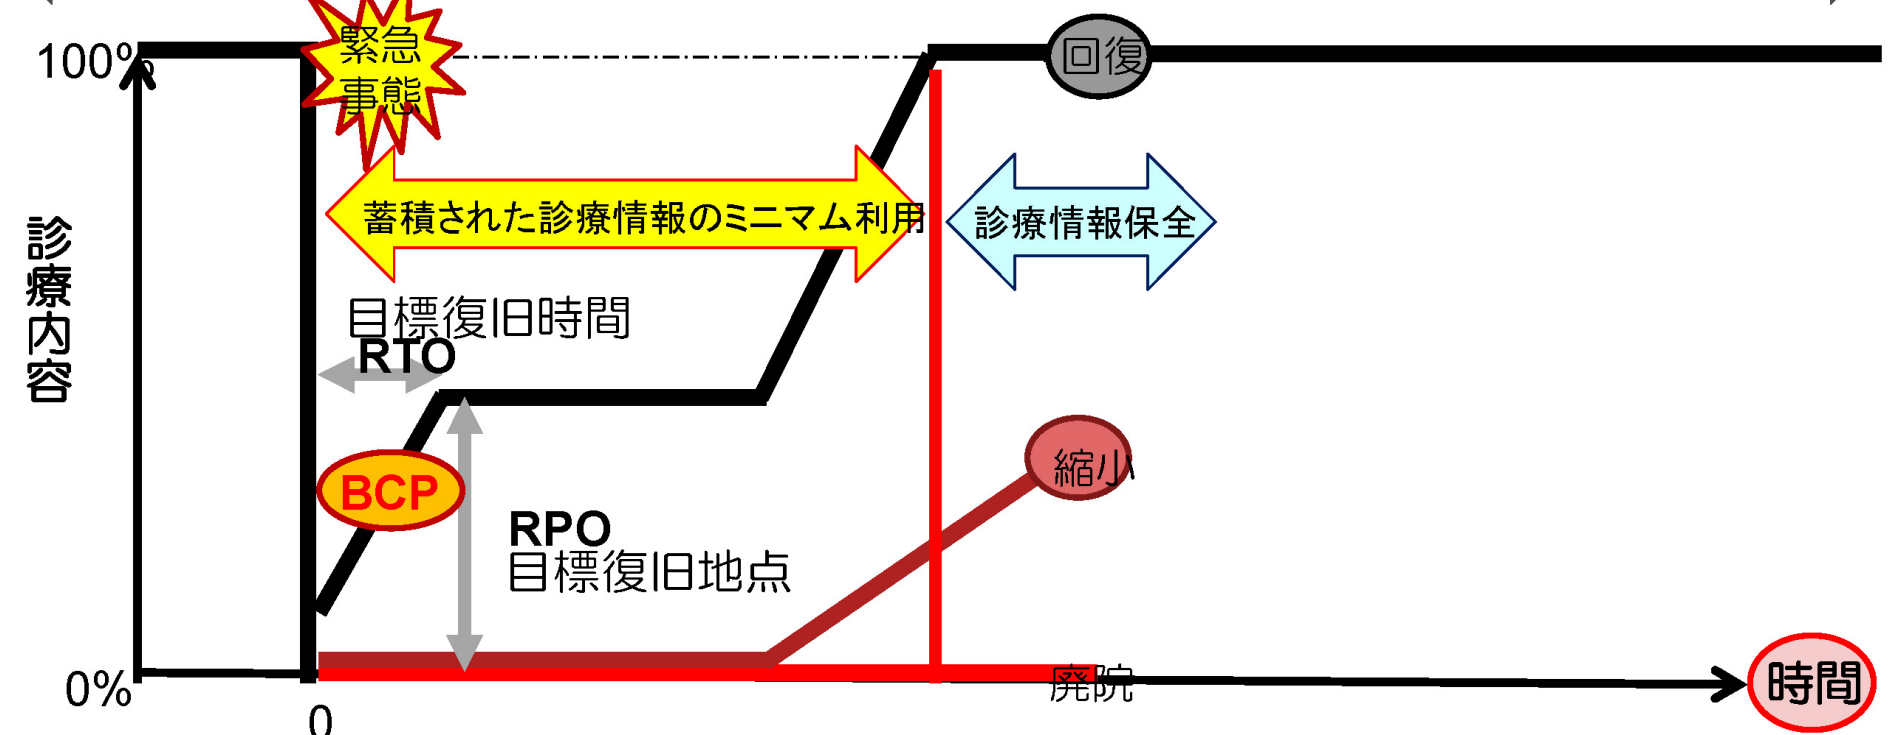 100%
緊急
事態
回復
蓄積された診療情報のミニマム利用
診療情報保全
診療内容
目標復旧時間
RTO
BCP
縮小
RPO
目標復旧地点
0%
廃院
時間
0